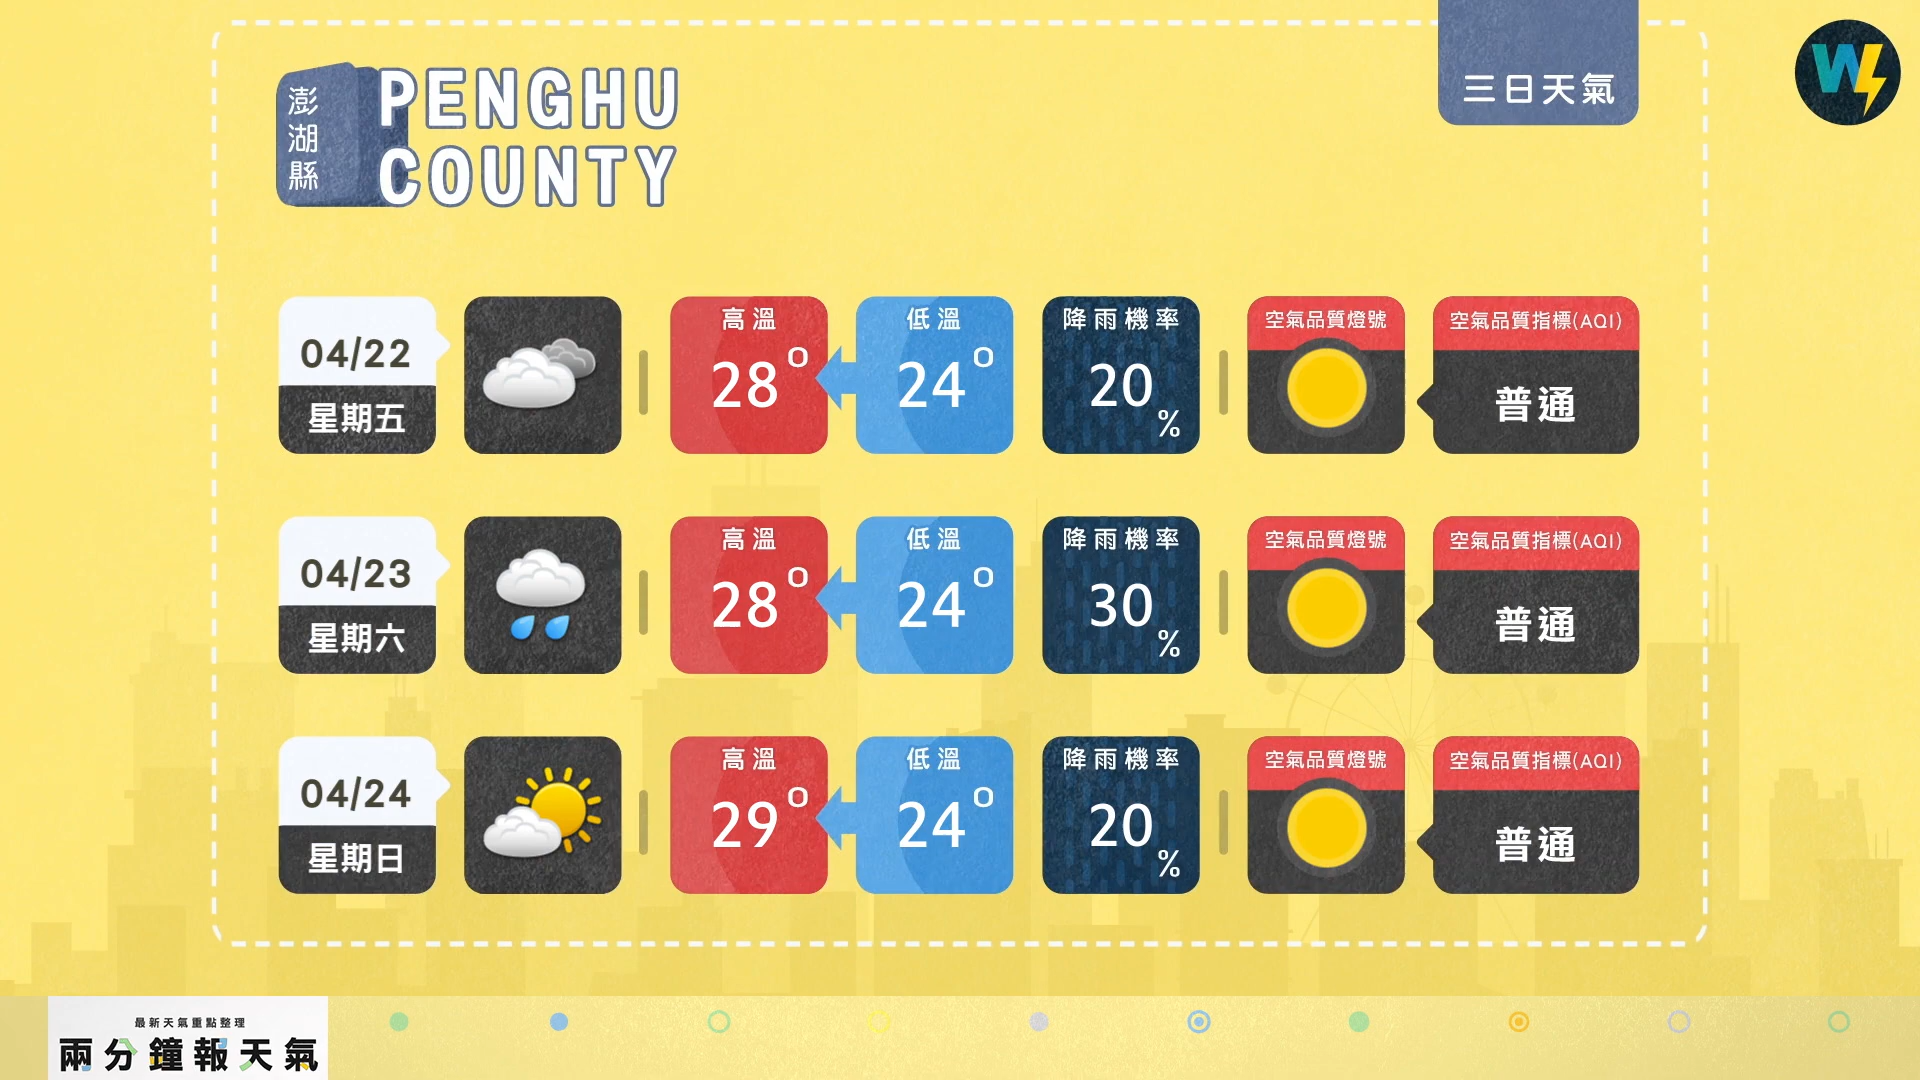 澎湖縣
PENGHU
COUNTY
三日天氣
W
04/22
星期五
高溫
28°
低溫
24°
降雨機率
20%
空氣品質燈號
空氣品質指標(AQI)
普通
04/23
星期六
高溫
28°
低溫
24°
降雨機率
30%
空氣品質燈號
空氣品質指標(AQI)
普通
04/24
星期日
高溫
29°
低溫
24°
降雨機率
20%
空氣品質燈號
空氣品質指標(AQI)
普通
最新天氣重點整理
兩分鐘報天氣